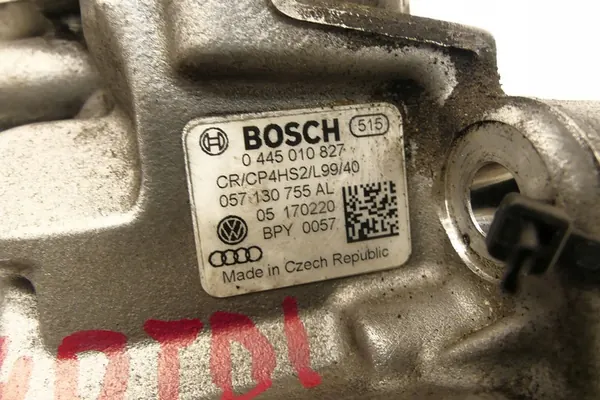 BOSCH 515
0 445 010 827
CR/CP4HS2/L99/40
057 130 755 AL
05 170220
BPY 0057
Made in Czech Republic
TDI